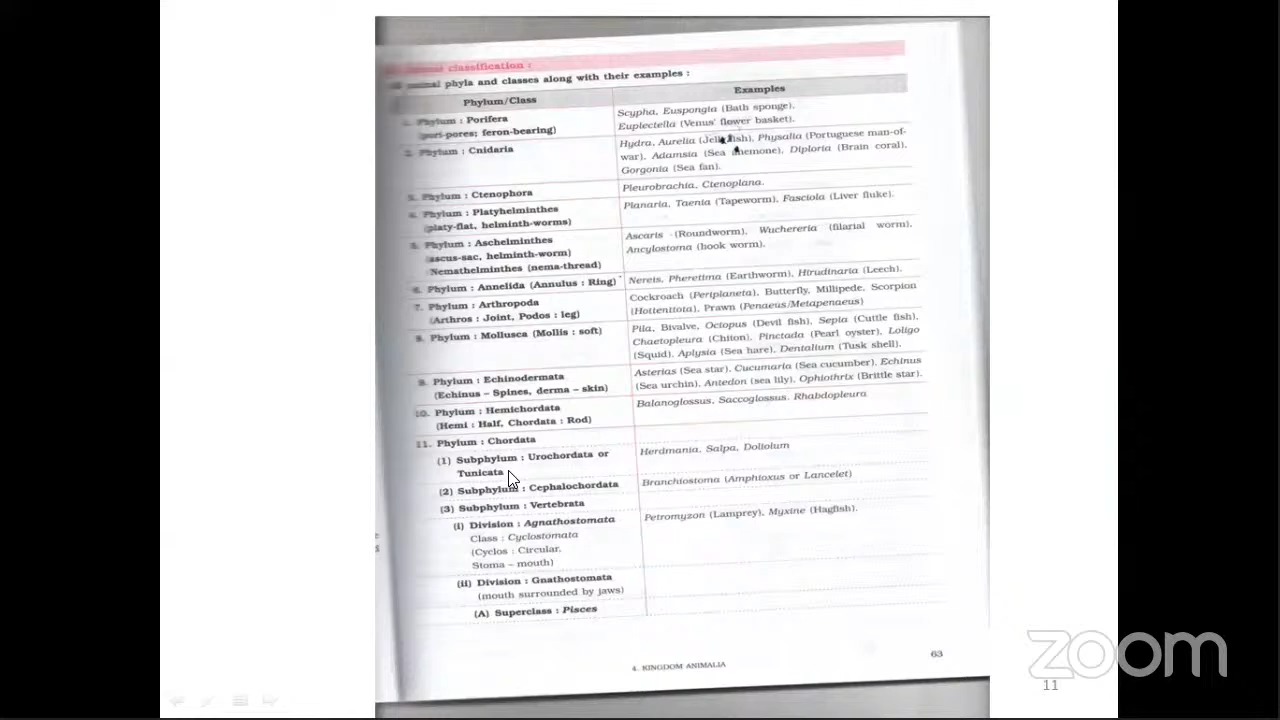 classification :
animal phyla and classes along with their examples :
Phylum/Class
Examples
1. Phylum : Porifera
(pori-pores; feron-bearing)
Scypha, Euspongia (Bath sponge),
Euplectella (Venus' flower basket).
2. Phylum : Cnidaria
Hydra, Aurelia (Jelly fish), Physalia (Portuguese man-of-
war), Adamsia (Sea anemone), Diploria (Brain coral),
Gorgonia (Sea fan).
3. Phylum : Ctenophora
Pleurobrachia, Ctenoplana.
4. Phylum : Platyhelminthes
(platy-flat, helminth-worms)
Planaria, Taenia (Tapeworm), Fasciola (Liver fluke).
5. Phylum : Aschelminthes
(ascus-sac, helminth-worm)
Nemathelminthes (nema-thread)
Ascaris (Roundworm), Wuchereria (filarial worm),
Ancylostoma (hook worm).
6. Phylum : Annelida (Annulus : Ring)
Nereis, Pheretima (Earthworm), Hirudinaria (Leech).
7. Phylum : Arthropoda
(Arthros : Joint, Podos : leg)
Cockroach (Periplaneta), Butterfly, Millipede, Scorpion
(Hottentota), Prawn (Penaeus/Metapenaeus)
8. Phylum : Mollusca (Mollis : soft)
Pila, Bivalve, Octopus (Devil fish), Sepia (Cuttle fish),
Chaetopleura (Chiton), Pinctada (Pearl oyster), Loligo
(Squid), Aplysia (Sea hare), Dentalium (Tusk shell).
9. Phylum : Echinodermata
(Echinus – Spines, derma – skin)
Asterias (Sea star), Cucumaria (Sea cucumber), Echinus
(Sea urchin), Antedon (sea lily), Ophiothrix (Brittle star).
10. Phylum : Hemichordata
(Hemi : Half, Chordata : Rod)
Balanoglossus, Saccoglossus, Rhabdopleura
11. Phylum : Chordata
(1) Subphylum : Urochordata or
Tunicata
Herdmania, Salpa, Doliolum
(2) Subphylum : Cephalochordata
Branchiostoma (Amphioxus or Lancelet)
(3) Subphylum : Vertebrata
(i) Division : Agnathostomata
Class : Cyclostomata
(Cyclos : Circular,
Stoma – mouth)
Petromyzon (Lamprey), Myxine (Hagfish).
(ii) Division : Gnathostomata
(mouth surrounded by jaws)
(A) Superclass : Pisces
4. KINGDOM ANIMALIA
63
zoom
11